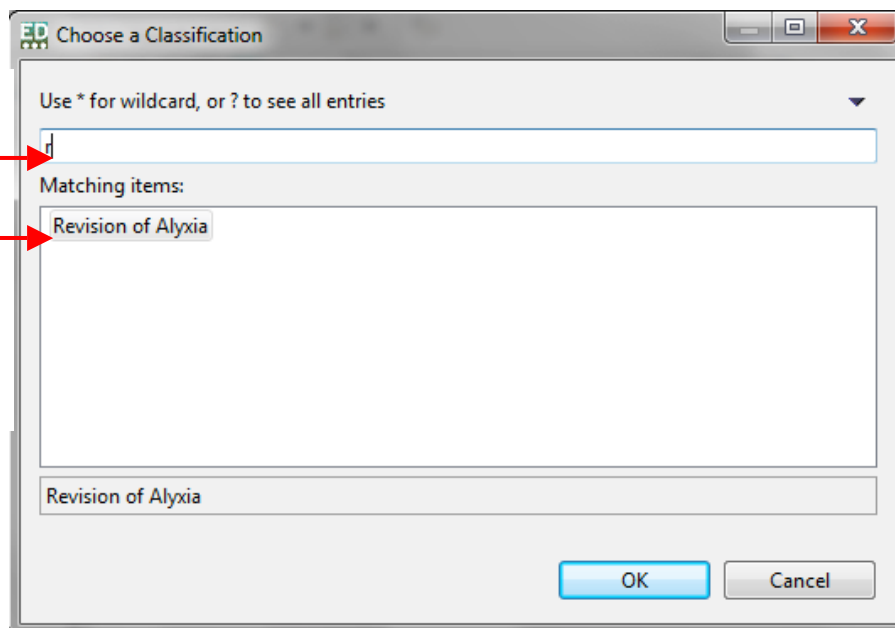 ED Choose a Classification
Use * for wildcard, or ? to see all entries
r
Matching items:
Revision of Alyxia
Revision of Alyxia
OK Cancel